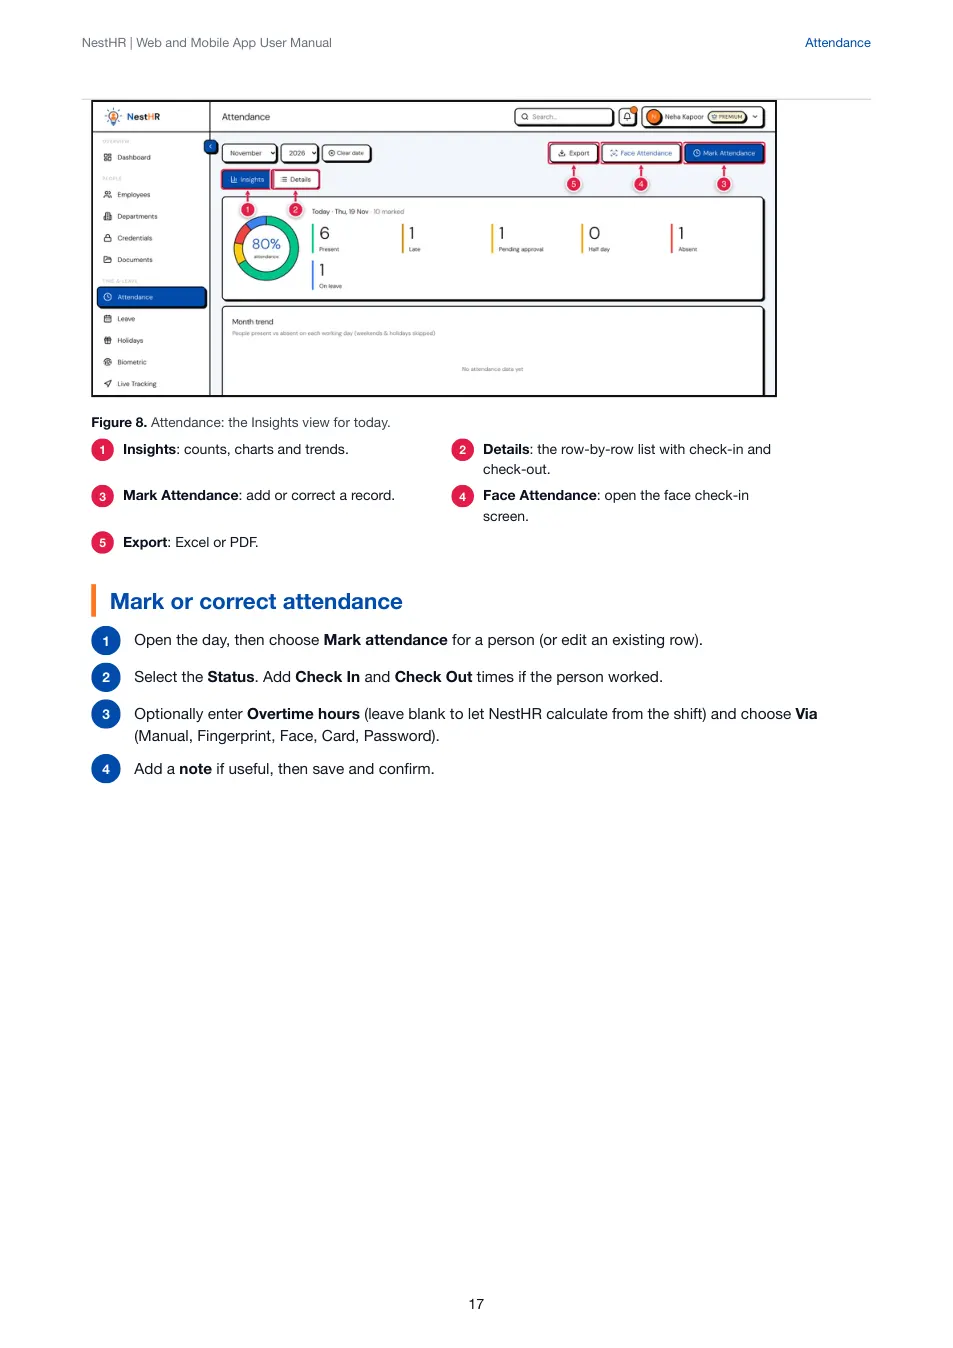 NestHR | Web and Mobile App User Manual
Attendance
NestHR
Attendance
Search...
N
Neha Kapoor
PREMIUM
OVERVIEW
Dashboard
PEOPLE
Employees
Departments
Credentials
Documents
TIME & LEAVE
Attendance
Leave
Holidays
Biometric
Live Tracking
November
2026
Clear date
Export
Face Attendance
Mark Attendance
5
4
3
Insights
Details
1
2
Today · Thu, 19 Nov · 10 marked
80%
attendance
6
Present
1
Late
1
Pending approval
0
Half day
1
Absent
1
On leave
Month trend
People present vs absent on each working day (weekends & holidays skipped)
No attendance data yet
Figure 8. Attendance: the Insights view for today.
1 Insights: counts, charts and trends.
2 Details: the row-by-row list with check-in and
check-out.
3 Mark Attendance: add or correct a record.
4 Face Attendance: open the face check-in
screen.
5 Export: Excel or PDF.
Mark or correct attendance
1 Open the day, then choose Mark attendance for a person (or edit an existing row).
2 Select the Status. Add Check In and Check Out times if the person worked.
3 Optionally enter Overtime hours (leave blank to let NestHR calculate from the shift) and choose Via
(Manual, Fingerprint, Face, Card, Password).
4 Add a note if useful, then save and confirm.
17